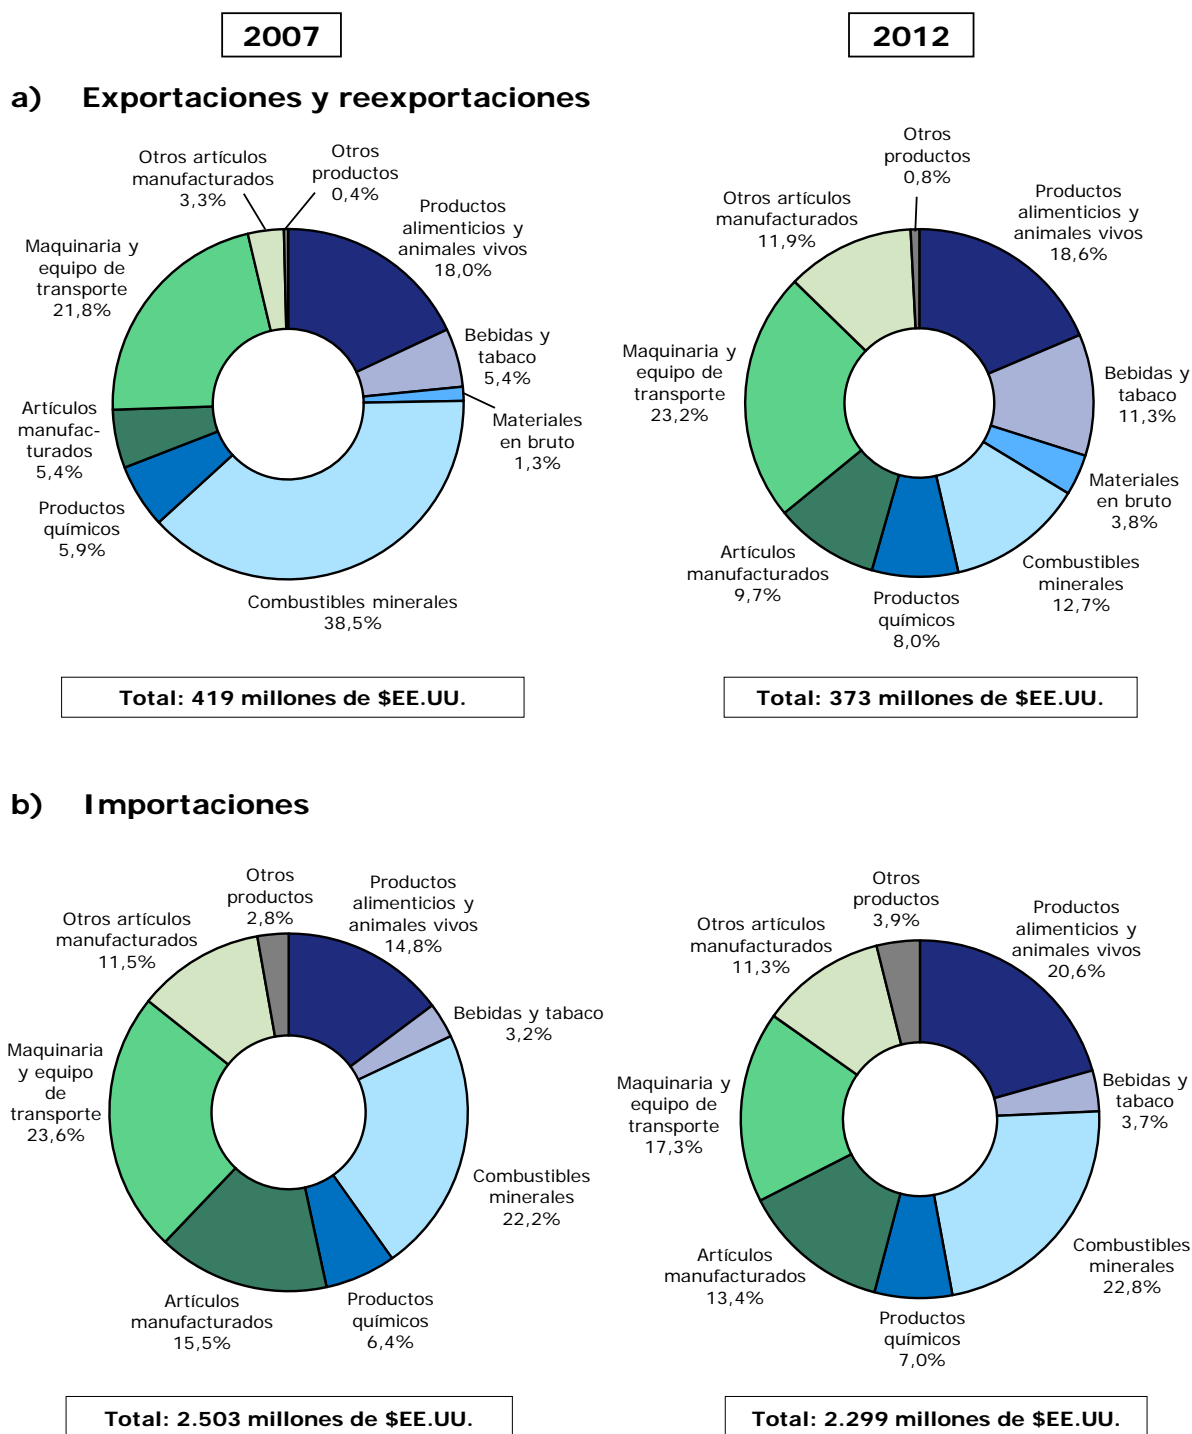 2007
2012
a) Exportaciones y reexportaciones
Otros artículos
manufacturados
3,3%
Otros
productos
0,4%
Productos
alimenticios y
animales vivos
18,0%
Bebidas y
tabaco
5,4%
Materiales
en bruto
1,3%
Combustibles minerales
38,5%
Productos
químicos
5,9%
Artículos
manufac-
turados
5,4%
Maquinaria y
equipo de
transporte
21,8%
Total: 419 millones de $EE.UU.
Otros
productos
0,8%
Productos
alimenticios y
animales vivos
18,6%
Bebidas y
tabaco
11,3%
Materiales
en bruto
3,8%
Combustibles
minerales
12,7%
Productos
químicos
8,0%
Artículos
manufacturados
9,7%
Maquinaria y
equipo de
transporte
23,2%
Otros artículos
manufacturados
11,9%
Total: 373 millones de $EE.UU.
b) Importaciones
Otros
productos
2,8%
Productos
alimenticios y
animales vivos
14,8%
Bebidas y tabaco
3,2%
Combustibles
minerales
22,2%
Productos
químicos
6,4%
Artículos
manufacturados
15,5%
Maquinaria
y equipo
de
transporte
23,6%
Otros artículos
manufacturados
11,5%
Total: 2.503 millones de $EE.UU.
Otros
productos
3,9%
Productos
alimenticios y
animales vivos
20,6%
Bebidas y
tabaco
3,7%
Combustibles
minerales
22,8%
Productos
químicos
7,0%
Artículos
manufacturados
13,4%
Maquinaria y
equipo de
transporte
17,3%
Otros artículos
manufacturados
11,3%
Total: 2.299 millones de $EE.UU.